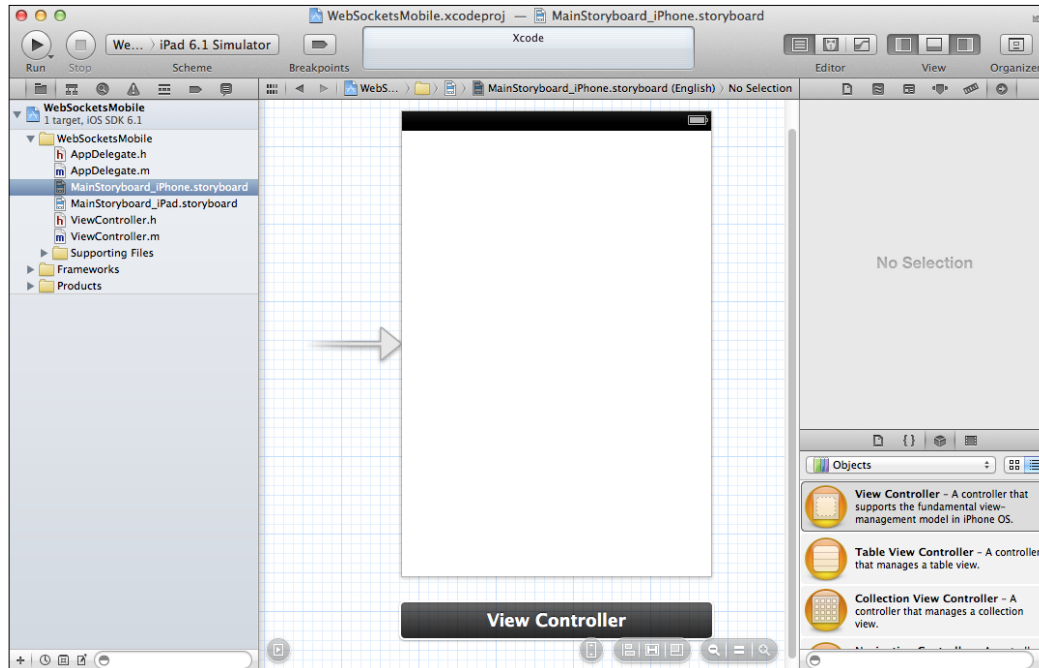 WebSocketsMobile.xcodeproj — MainStoryboard_iPhone.storyboard
We... iPad 6.1 Simulator
Xcode
Run
Stop
Scheme
Breakpoints
Editor
View
Organizer
WebS... MainStoryboard_iPhone.storyboard (English) No Selection
WebSocketsMobile
1 target, iOS SDK 6.1
WebSocketsMobile
h AppDelegate.h
m AppDelegate.m
MainStoryboard_iPhone.storyboard
MainStoryboard_iPad.storyboard
h ViewController.h
m ViewController.m
Supporting Files
Frameworks
Products
View Controller
No Selection
{}
Objects
View Controller – A controller that
supports the fundamental view-
management model in iPhone OS.
Table View Controller – A controller
that manages a table view.
Collection View Controller – A
controller that manages a collection
view.